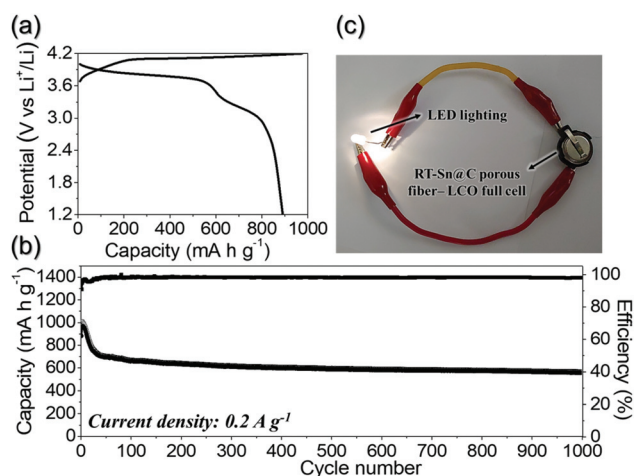 (a)
4.2
3.6
3.0
2.4
1.8
1.2
Potential (V vs Li⁺/Li)
0 200 400 600 800 1000
Capacity (mA h g⁻¹)
(c)
LED lighting
RT-Sn@C porous
fiber– LCO full cell
(b)
1400
1200
1000
800
600
400
200
0
Capacity (mA h g⁻¹)
100
80
60
40
20
0
Efficiency (%)
Current density: 0.2 A g⁻¹
0 100 200 300 400 500 600 700 800 900 1000
Cycle number